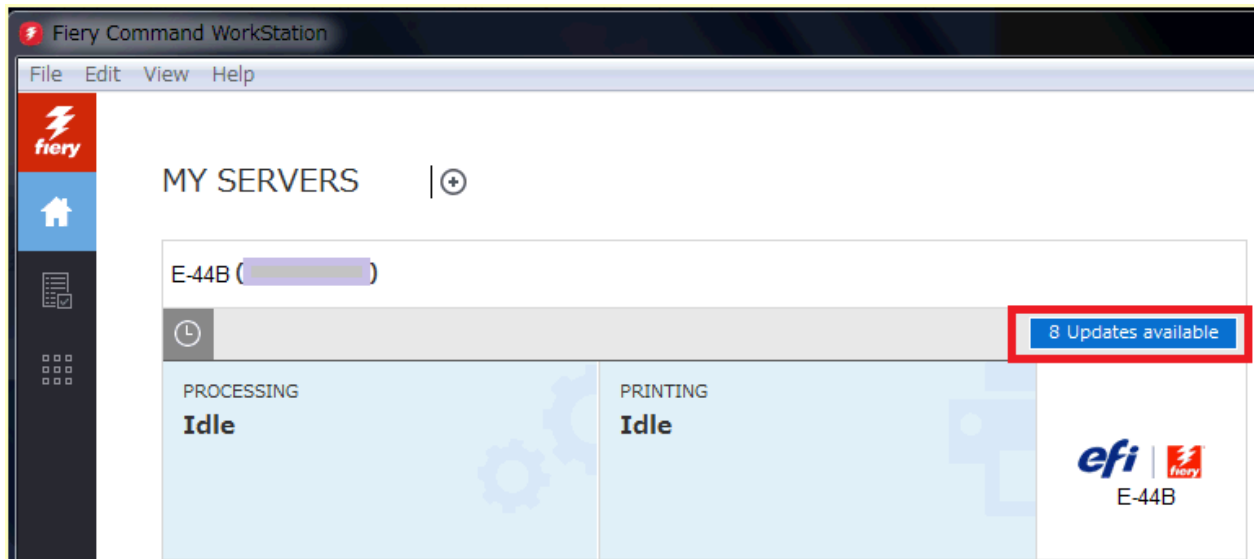 Fiery Command WorkStation
File Edit View Help
fiery
MY SERVERS
E-44B ( )
8 Updates available
PROCESSING
Idle
PRINTING
Idle
efi fiery
E-44B